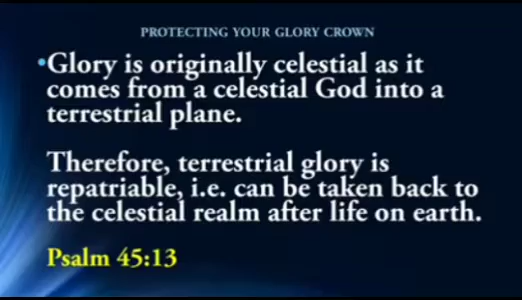 PROTECTING YOUR GLORY CROWN
•Glory is originally celestial as it
comes from a celestial God into a
terrestrial plane.
Therefore, terrestrial glory is
repatriable, i.e. can be taken back to
the celestial realm after life on earth.
Psalm 45:13